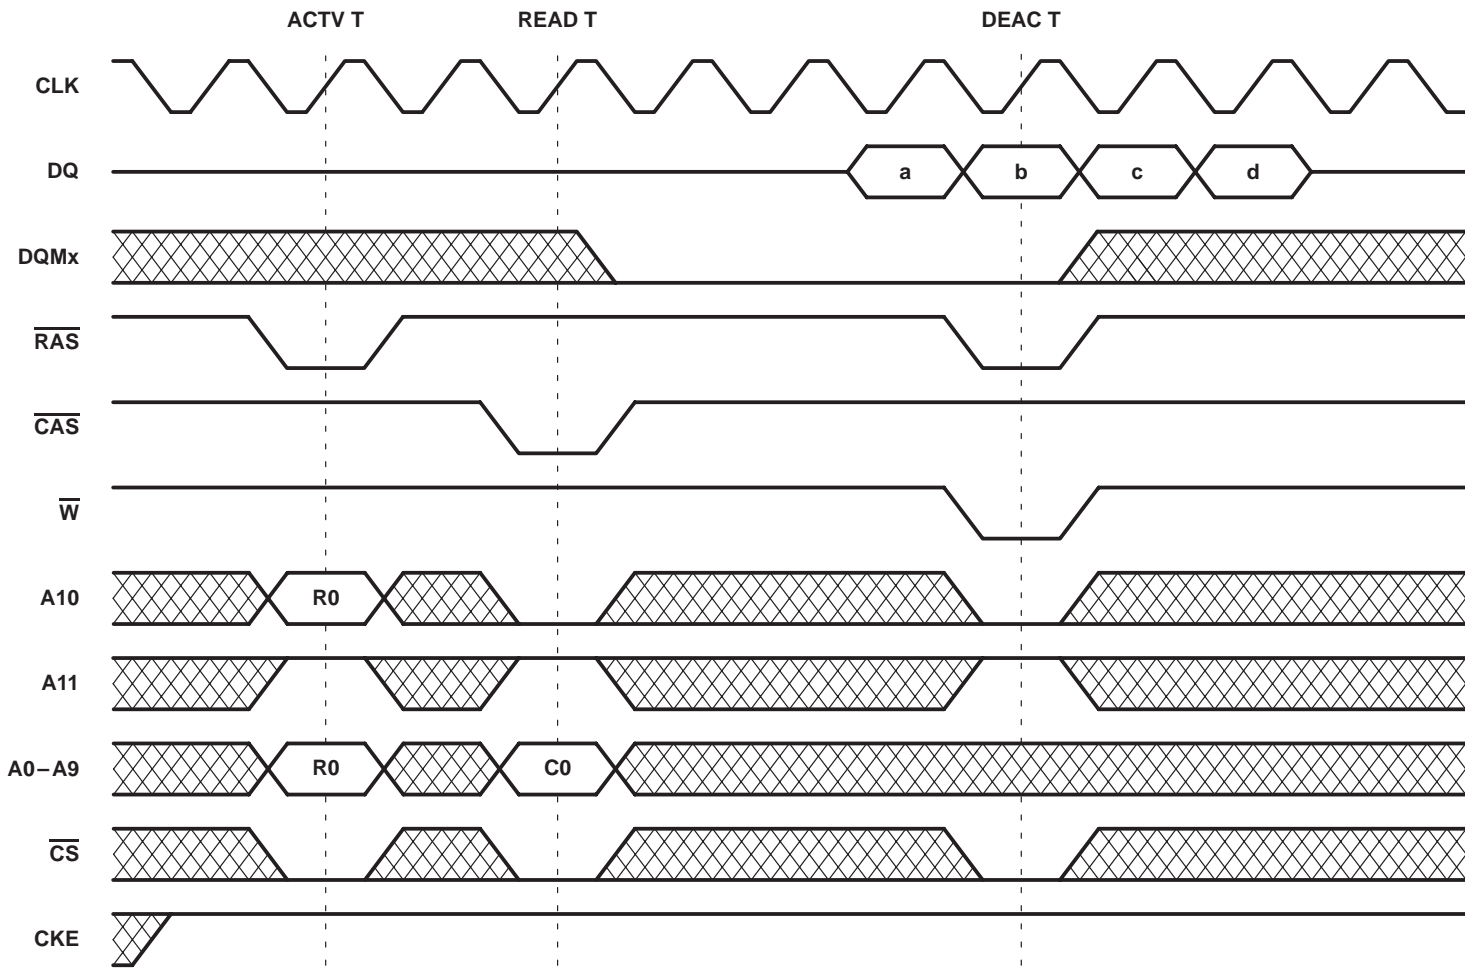 ACTV T READ T DEAC T
CLK
DQ a b c d
DQMx
RAS
CAS
W
A10 R0
A11
A0–A9 R0 C0
CS
CKE